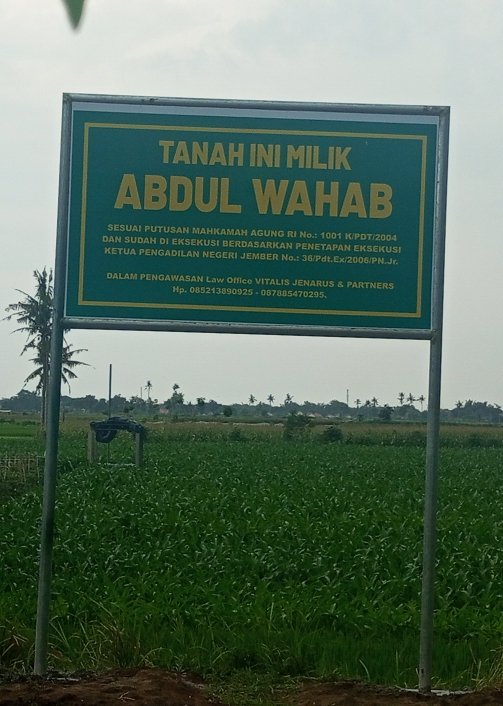 TANAH INI MILIK
ABDUL WAHAB
SESUAI PUTUSAN MAHKAMAH AGUNG RI No.: 1001 K/PDT/2004
DAN SUDAH DI EKSEKUSI BERDASARKAN PENETAPAN EKSEKUSI
KETUA PENGADILAN NEGERI JEMBER No.: 36/Pdt.Ex/2006/PN.Jr.
DALAM PENGAWASAN Law Office VITALIS JENARUS & PARTNERS
Hp. 085213890925 - 087885470295.